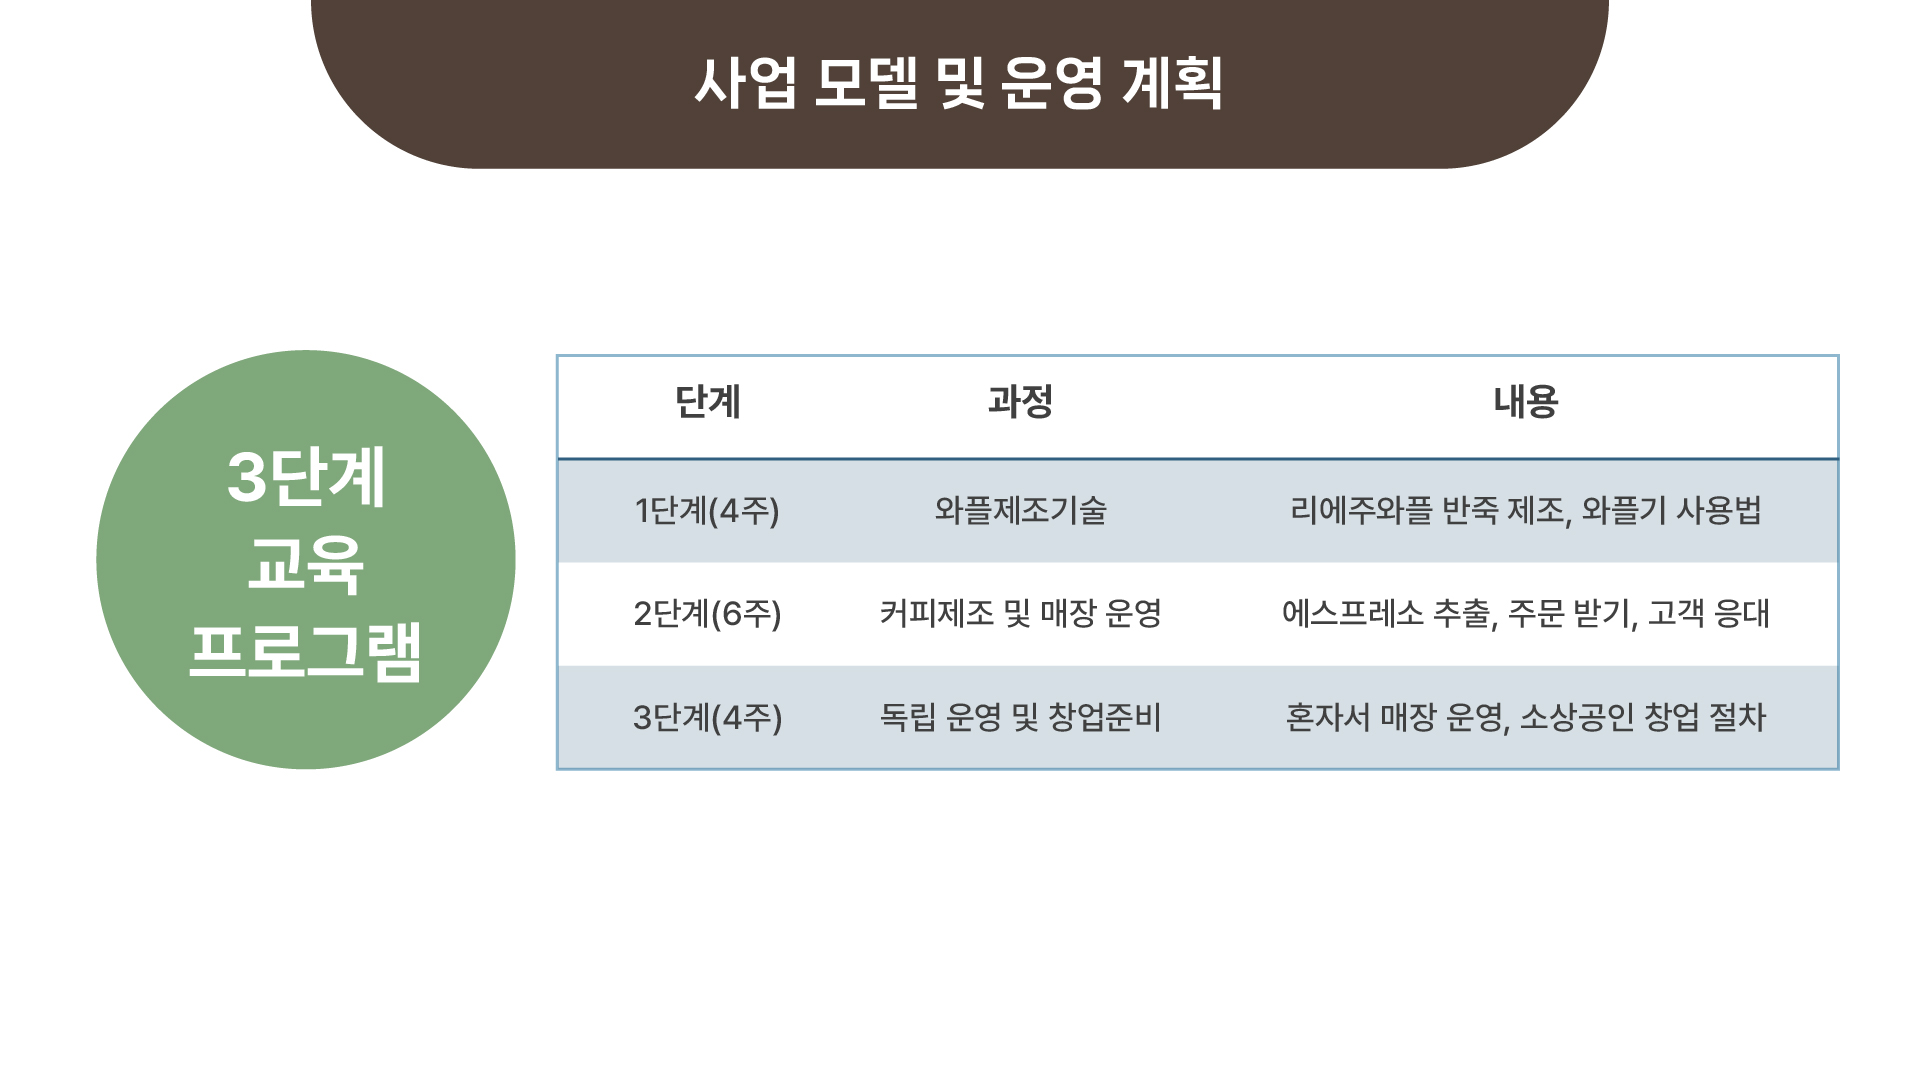 사업 모델 및 운영 계획
3단계
교육
프로그램
단계 과정 내용
1단계(4주) 와플제조기술 리에주와플 반죽 제조, 와플기 사용법
2단계(6주) 커피제조 및 매장 운영 에스프레소 추출, 주문 받기, 고객 응대
3단계(4주) 독립 운영 및 창업준비 혼자서 매장 운영, 소상공인 창업 절차